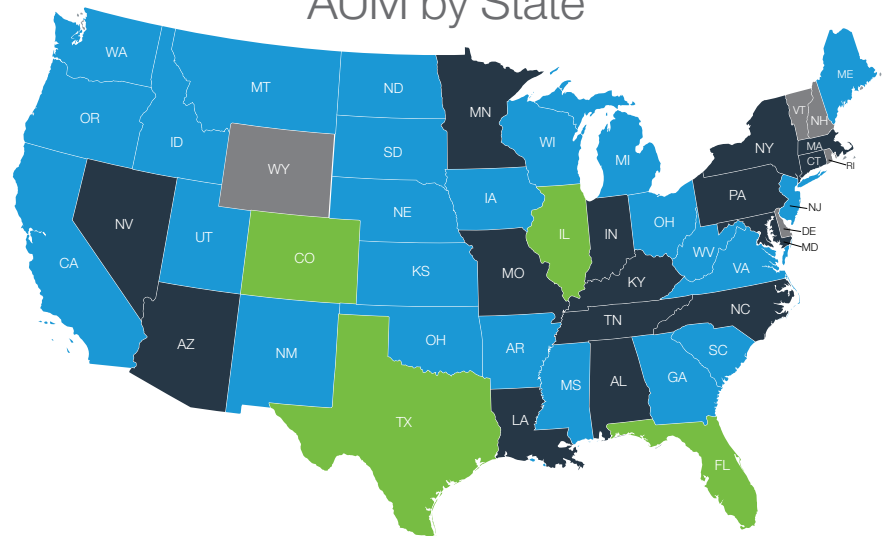 AUM by State
WA
MT
ND
MN
ME
OR
ID
SD
WI
MI
VT
NH
NY
MA
CT
RI
WY
IA
PA
NV
UT
NE
IL
IN
OH
NJ
DE
MD
CA
CO
KS
MO
KY
WV
VA
AZ
NM
OH
AR
TN
NC
SC
TX
LA
MS
AL
GA
FL